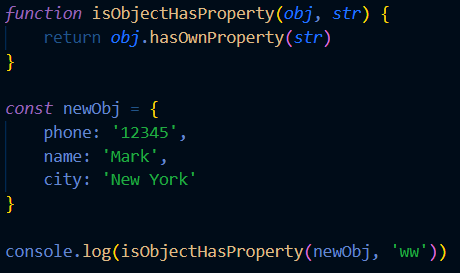 function isObjectHasProperty(obj, str) {
    return obj.hasOwnProperty(str)
}

const newObj = {
    phone: '12345',
    name: 'Mark',
    city: 'New York'
}

console.log(isObjectHasProperty(newObj, 'ww'))